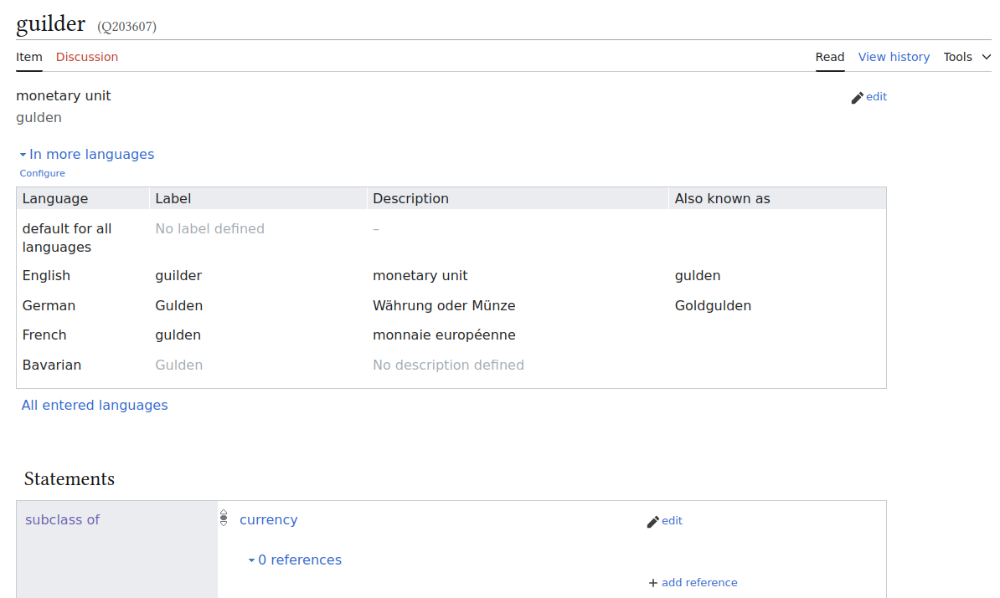 guilder (Q203607)
Item Discussion Read View history Tools
monetary unit edit
gulden
In more languages
Configure
Language Label Description Also known as
default for all languages No label defined –
English guilder monetary unit gulden
German Gulden Währung oder Münze Goldgulden
French gulden monnaie européenne
Bavarian Gulden No description defined
All entered languages
Statements
subclass of currency edit
0 references
+ add reference